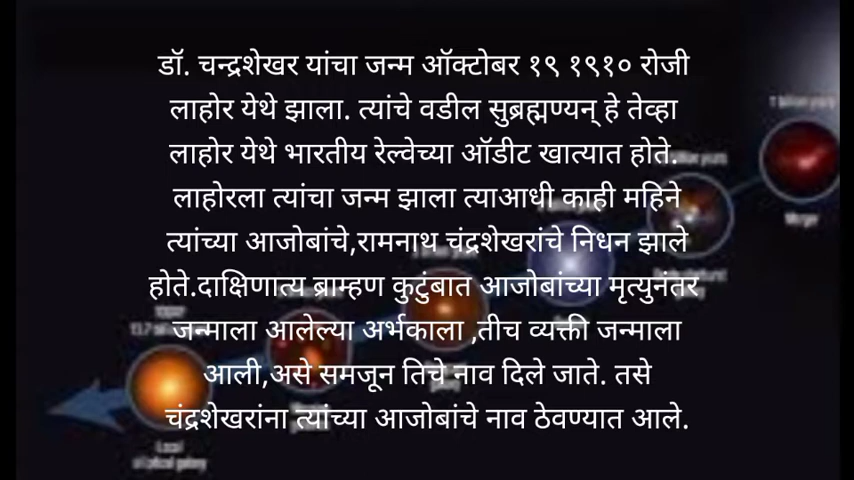 डॉ. चन्द्रशेखर यांचा जन्म ऑक्टोबर १९ १९१० रोजी
लाहोर येथे झाला. त्यांचे वडील सुब्रह्मण्यन् हे तेव्हा
लाहोर येथे भारतीय रेल्वेच्या ऑडीट खात्यात होते.
लाहोरला त्यांचा जन्म झाला त्याआधी काही महिने
त्यांच्या आजोबांचे,रामनाथ चंद्रशेखरांचे निधन झाले
होते.दाक्षिणात्य ब्राम्हण कुटुंबात आजोबांच्या मृत्युनंतर
जन्माला आलेल्या अर्भकाला ,तीच व्यक्ती जन्माला
आली,असे समजून तिचे नाव दिले जाते. तसे
चंद्रशेखरांना त्यांच्या आजोबांचे नाव ठेवण्यात आले.